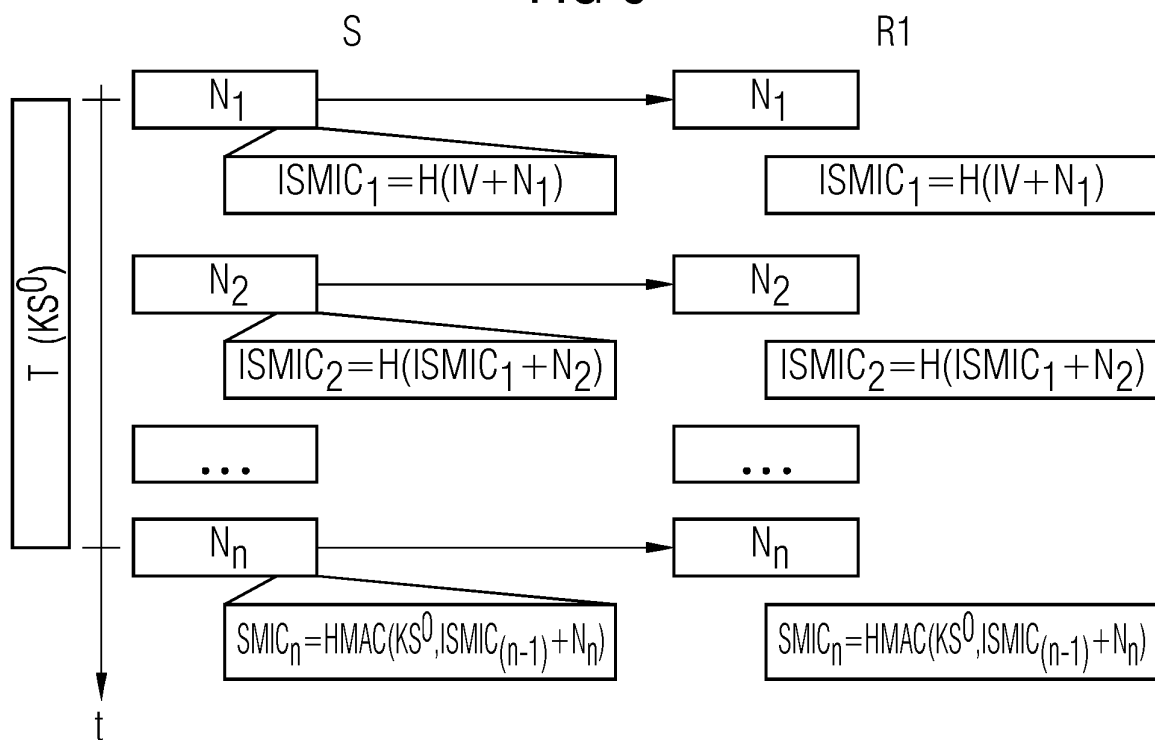 S R1
N₁ N₁
ISMIC₁=H(IV+N₁) ISMIC₁=H(IV+N₁)
T (KS⁰)
N₂ N₂
ISMIC₂=H(ISMIC₁+N₂) ISMIC₂=H(ISMIC₁+N₂)
... ...
Nₙ Nₙ
SMICₙ=HMAC(KS⁰,ISMIC₍ₙ₋₁₎+Nₙ) SMICₙ=HMAC(KS⁰,ISMIC₍ₙ₋₁₎+Nₙ)
t